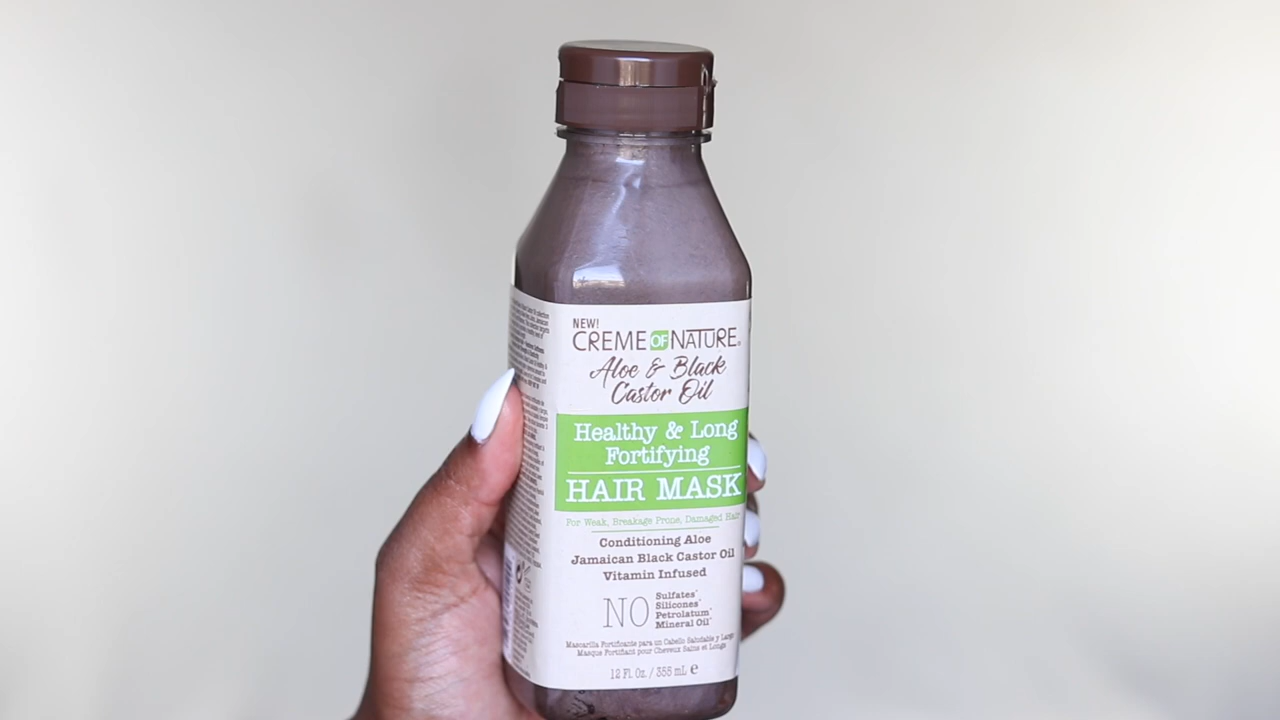 NEW!
CREME OF NATURE
Aloe & Black
Castor Oil
Healthy & Long
Fortifying
HAIR MASK
For Weak, Breakage Prone, Damaged Hair
Conditioning Aloe
Jamaican Black Castor Oil
Vitamin Infused
NO
Sulfates*
Silicones*
Petrolatum*
Mineral Oil*
Mascarilla Fortificante para un Cabello Saludable y Largo
Masque Fortifiant pour Cheveux Sains et Longs
12 Fl. Oz. / 355 mL e